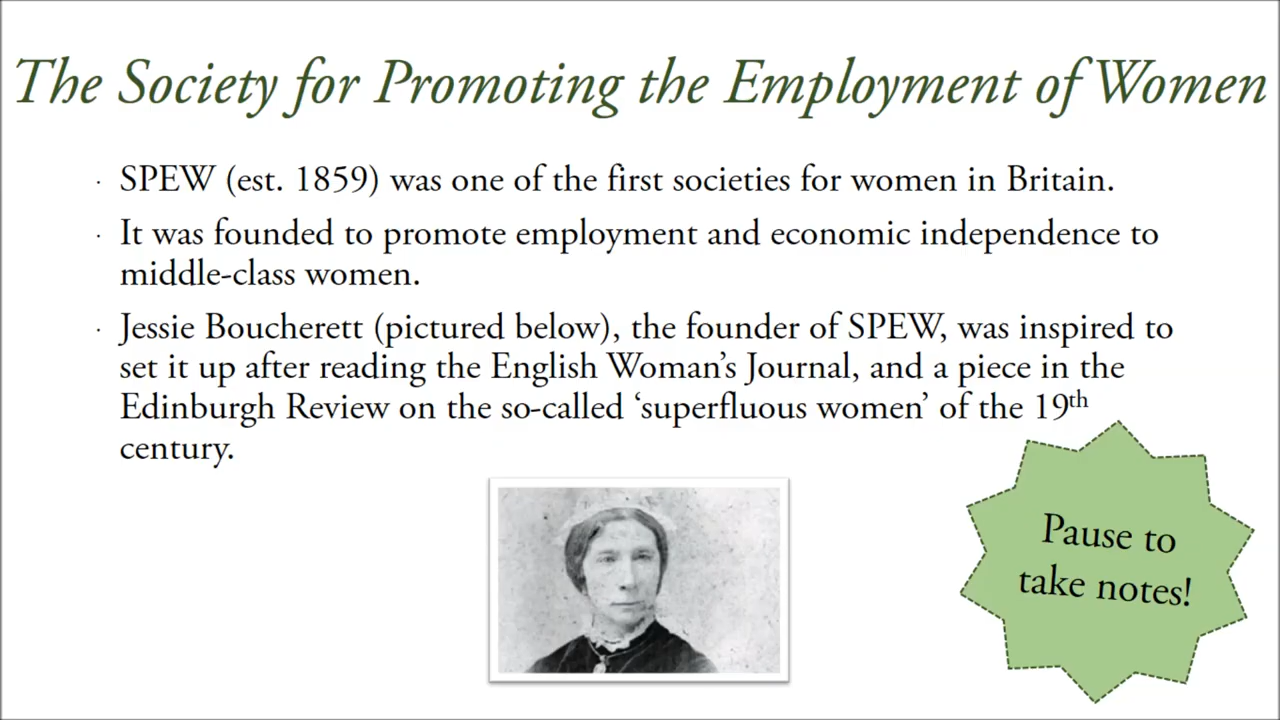 The Society for Promoting the Employment of Women
· SPEW (est. 1859) was one of the first societies for women in Britain.
· It was founded to promote employment and economic independence to
middle-class women.
· Jessie Boucherett (pictured below), the founder of SPEW, was inspired to
set it up after reading the English Woman’s Journal, and a piece in the
Edinburgh Review on the so-called ‘superfluous women’ of the 19th
century.
Pause to
take notes!